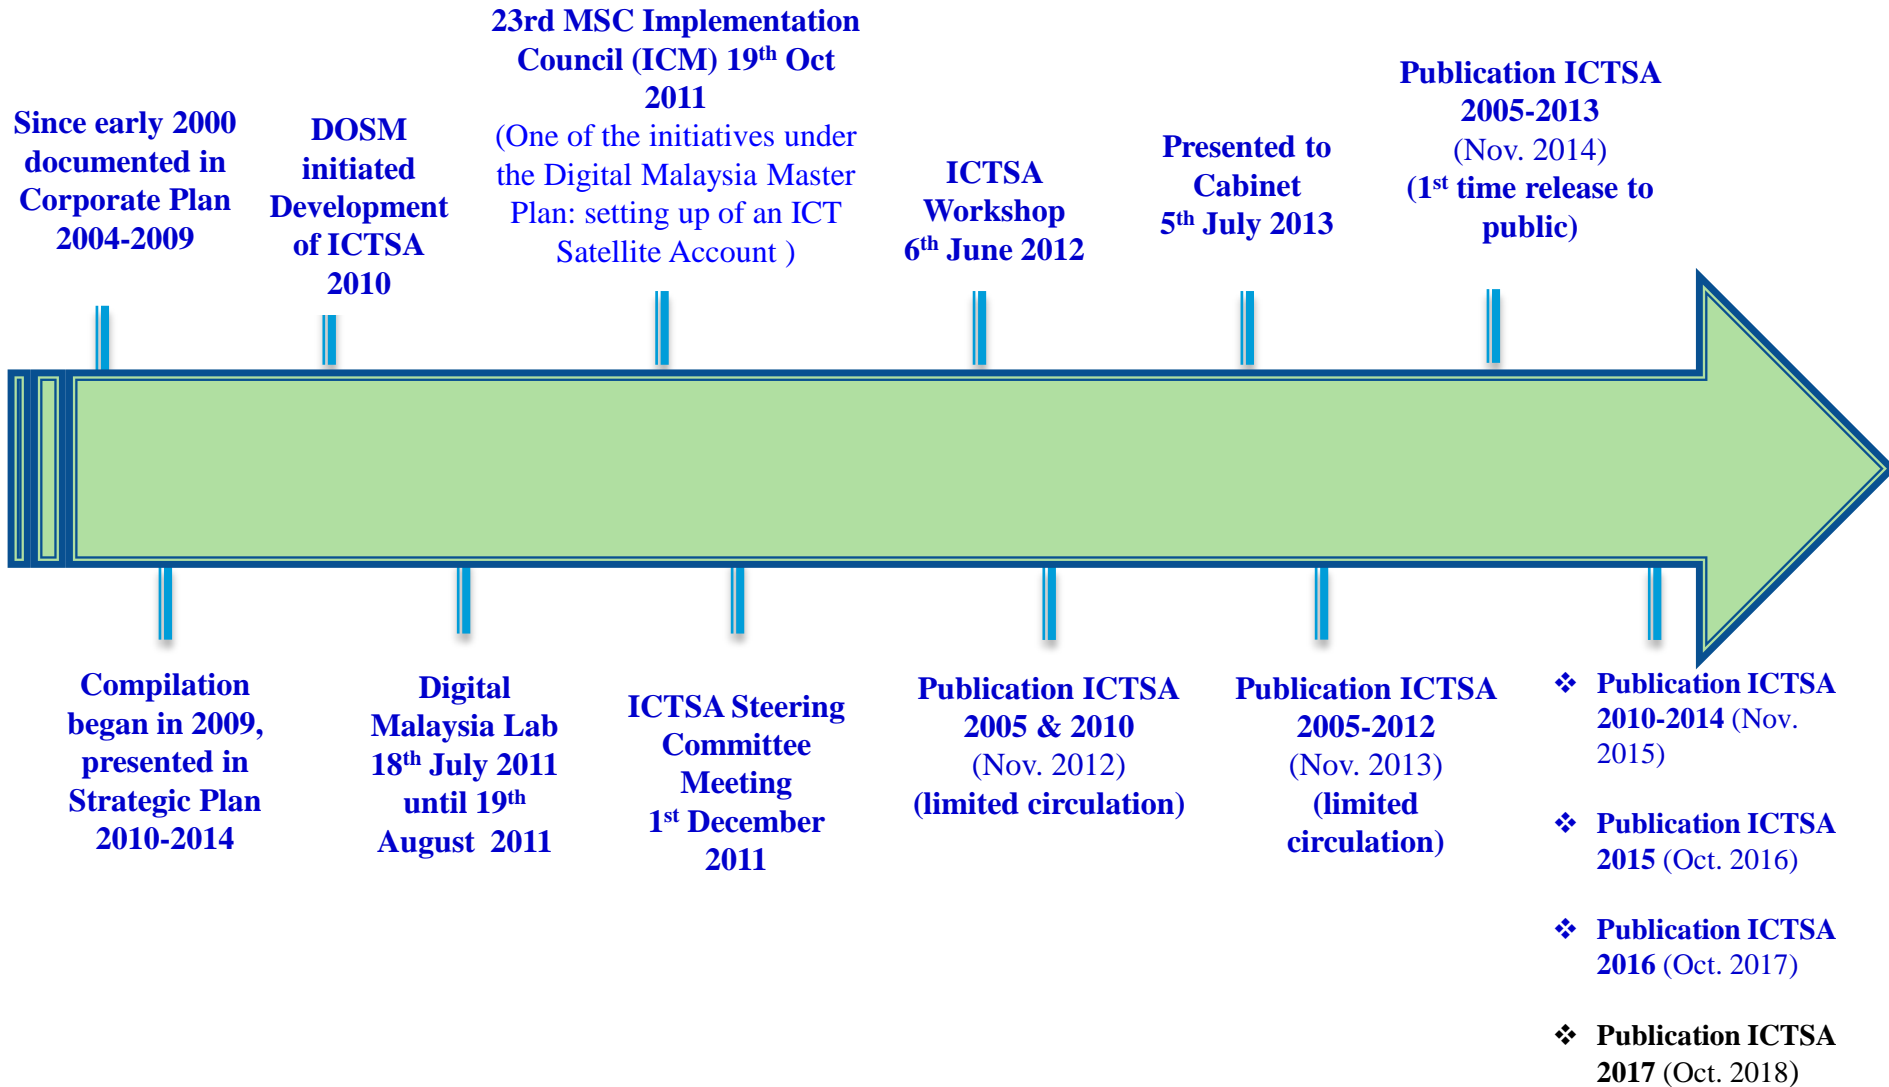 Since early 2000
documented in
Corporate Plan
2004-2009
DOSM
initiated
Development
of ICTSA
2010
23rd MSC Implementation
Council (ICM) 19th Oct
2011
(One of the initiatives under
the Digital Malaysia Master
Plan: setting up of an ICT
Satellite Account )
ICTSA
Workshop
6th June 2012
Presented to
Cabinet
5th July 2013
Publication ICTSA
2005-2013
(Nov. 2014)
(1st time release to
public)
Compilation
began in 2009,
presented in
Strategic Plan
2010-2014
Digital
Malaysia Lab
18th July 2011
until 19th
August 2011
ICTSA Steering
Committee
Meeting
1st December
2011
Publication ICTSA
2005 & 2010
(Nov. 2012)
(limited circulation)
Publication ICTSA
2005-2012
(Nov. 2013)
(limited
circulation)
❖ Publication ICTSA
2010-2014 (Nov.
2015)
❖ Publication ICTSA
2015 (Oct. 2016)
❖ Publication ICTSA
2016 (Oct. 2017)
❖ Publication ICTSA
2017 (Oct. 2018)